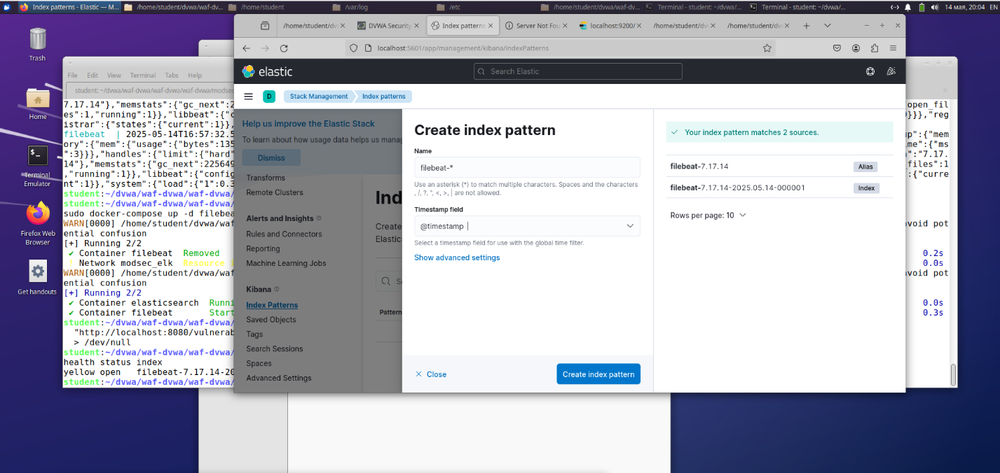 Index patterns - Elastic — M...
/home/student/dvwa/waf-dv...
/home/student
/var/log
/etc
/home/student/dvwa/waf-dv...
Terminal - student: ~/dvwa/...
Terminal - student: ~/dvwa/...
14 мая, 20:04 EN
Trash
Home
Terminal
Emulator
Firefox Web
Browser
Get handouts
File Edit View Terminal Tabs Help
student: ~/dvwa/waf-dvwa/waf-dvwa/waf-dvwa/modsec
7.17.14"},"memstats":{"gc_next":2
es":1,"running":1}},"libbeat":{"c
istrar":{"states":{"current":1}},
filebeat | 2025-05-14T16:57:32.5
ory":{"mem":{"usage":{"bytes":135
":3}}},"handles":{"limit":{"hard"
14"},"memstats":{"gc_next":225649
,"running":1}},"libbeat":{"config
nt":1}},"system":{"load":{"1":0.3
student:~/dvwa/waf-dvwa/waf-dvwa/
student:~/dvwa/waf-dvwa/waf-dvwa/
sudo docker-compose up -d filebea
WARN[0000] /home/student/dvwa/waf
ential confusion
[+] Running 2/2
✔ Container filebeat Removed
! Network modsec_elk Resource
WARN[0000] /home/student/dvwa/waf
ential confusion
[+] Running 2/2
✔ Container elasticsearch Runni
✔ Container filebeat Start
student:~/dvwa/waf-dvwa/waf-dvwa/
"http://localhost:8080/vulnerab
> /dev/null
student:~/dvwa/waf-dvwa/waf-dvwa/
health status index
yellow open filebeat-7.17.14-20
student:~/dvwa/waf-dvwa/waf-dvwa/
/home/student/dv
DVWA Security
Index patterns
Server Not Fou
localhost:9200/
/home/student/dv
/home/student/dv
localhost:5601/app/management/kibana/indexPatterns
elastic
Search Elastic
D
Stack Management
Index patterns
Help us improve the Elastic Stack
To learn about how usage data helps us mana
Dismiss
Transforms
Remote Clusters
Alerts and Insights
Rules and Connectors
Reporting
Machine Learning Jobs
Kibana
Index Patterns
Saved Objects
Tags
Search Sessions
Spaces
Advanced Settings
Ind
Create
Elastic
Pattern
Create index pattern
Name
filebeat-*
Use an asterisk (*) to match multiple characters. Spaces and the characters
, /, ?, ", <, >, | are not allowed.
Timestamp field
@timestamp
Select a timestamp field for use with the global time filter.
Show advanced settings
Close
Create index pattern
Your index pattern matches 2 sources.
filebeat-7.17.14 Alias
filebeat-7.17.14-2025.05.14-000001 Index
Rows per page: 10
open_fil
}}},"reg
up":{"mem
ime":{"ms
:"7.17.
files":1
":{"curre
void pot
0.2s
0.0s
void pot
0.0s
0.3s